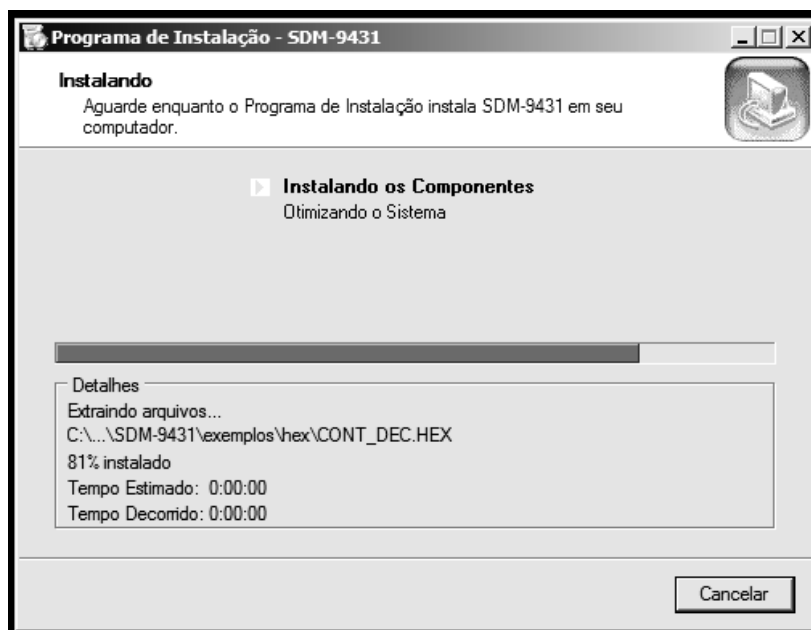 Programa de Instalação - SDM-9431
Instalando
Aguarde enquanto o Programa de Instalação instala SDM-9431 em seu
computador.
Instalando os Componentes
Otimizando o Sistema
Detalhes
Extraindo arquivos...
C:\...\SDM-9431\exemplos\hex\CONT_DEC.HEX
81% instalado
Tempo Estimado: 0:00:00
Tempo Decorrido: 0:00:00
Cancelar